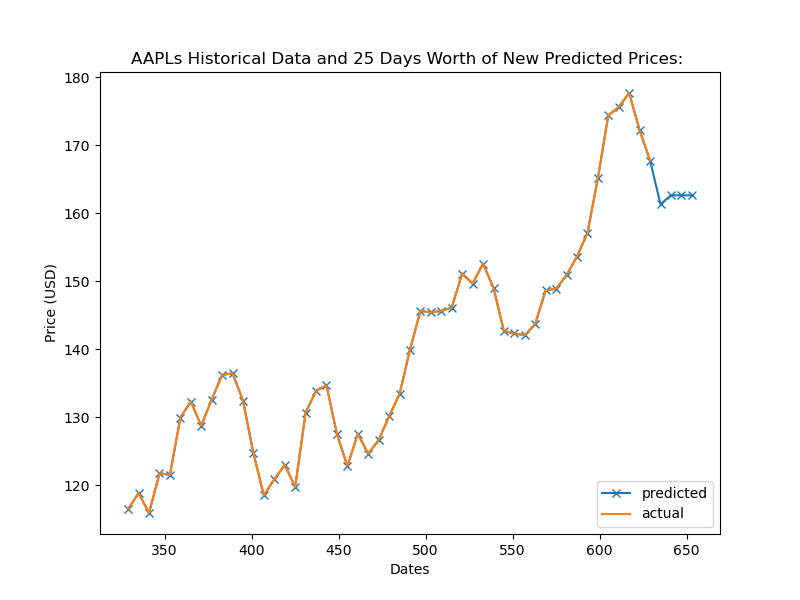 AAPLs Historical Data and 25 Days Worth of New Predicted Prices:
180
170
160
150
140
130
120
Price (USD)
350
400
450
500
550
600
650
Dates
predicted
actual